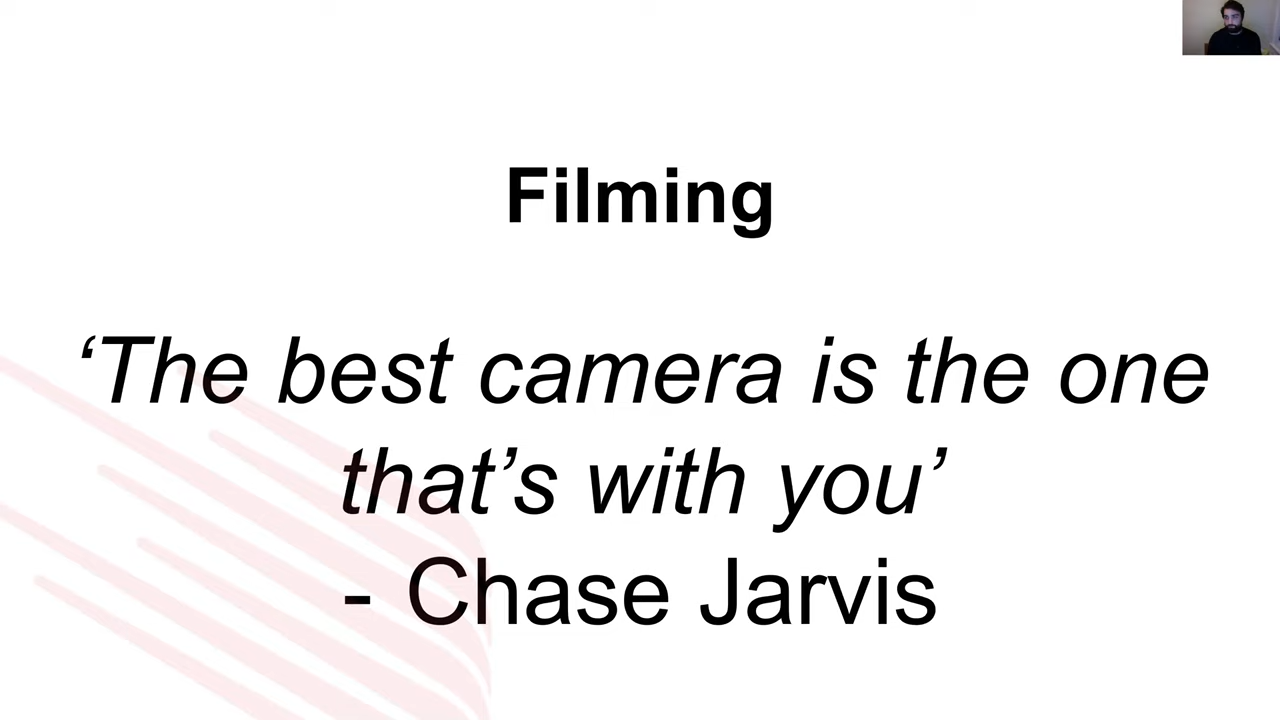 Filming
‘The best camera is the one
that’s with you’
- Chase Jarvis